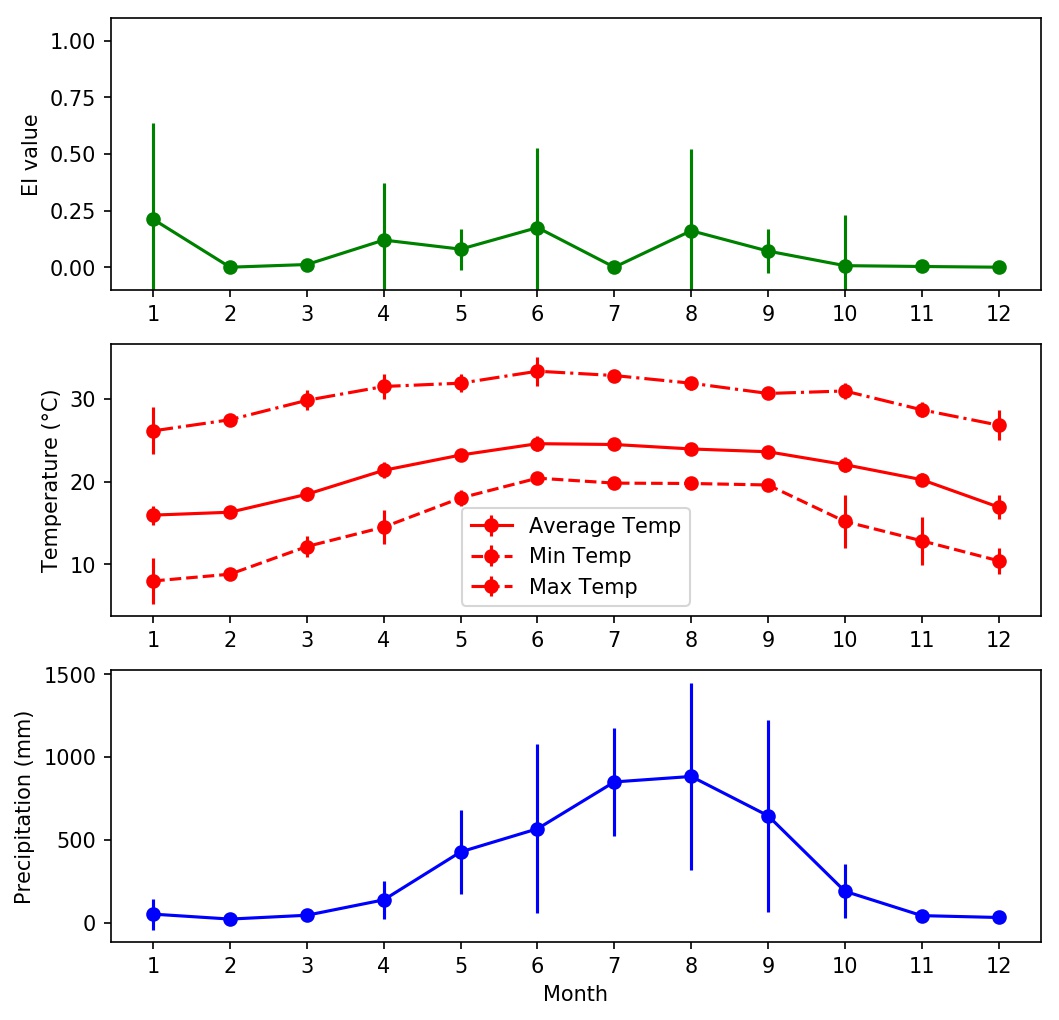 1.00
0.75
0.50
0.25
0.00
EI value
1 2 3 4 5 6 7 8 9 10 11 12
30
20
10
Temperature (°C)
Average Temp
Min Temp
Max Temp
1 2 3 4 5 6 7 8 9 10 11 12
1500
1000
500
0
Precipitation (mm)
1 2 3 4 5 6 7 8 9 10 11 12
Month